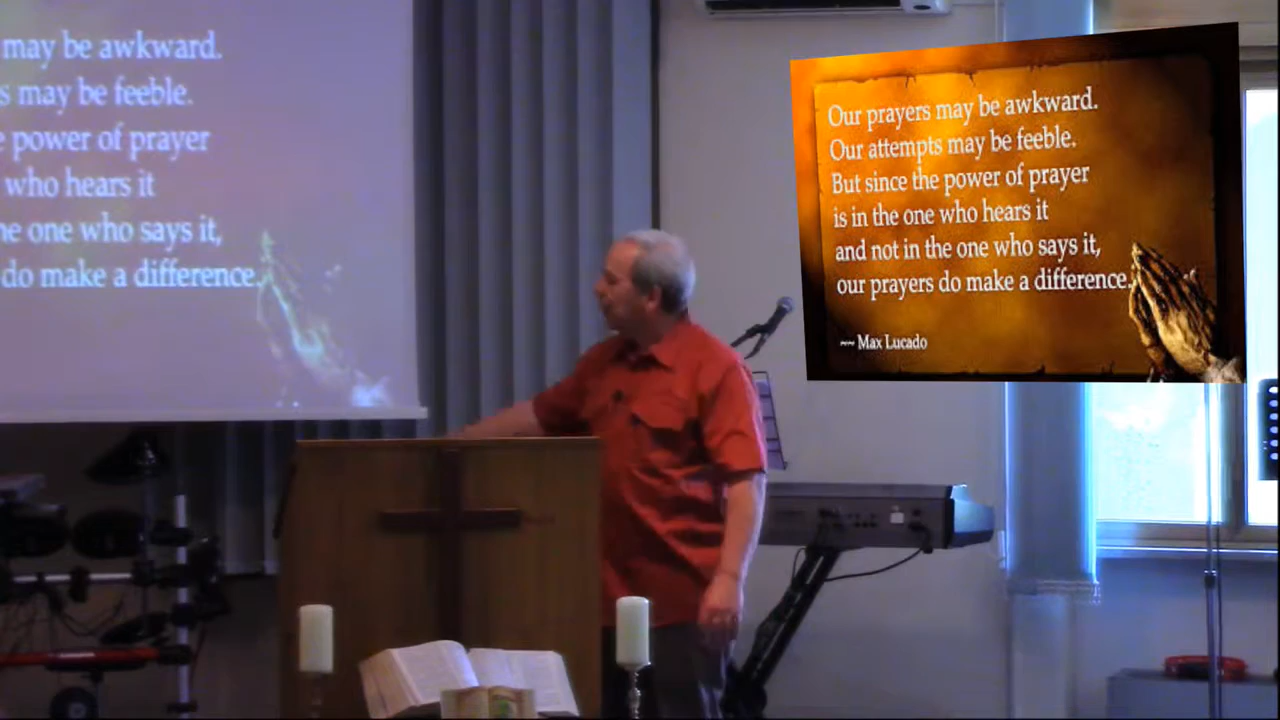 may be awkward.
s may be feeble.
e power of prayer
who hears it
he one who says it,
do make a difference.
Our prayers may be awkward.
Our attempts may be feeble.
But since the power of prayer
is in the one who hears it
and not in the one who says it,
our prayers do make a difference.
~~ Max Lucado